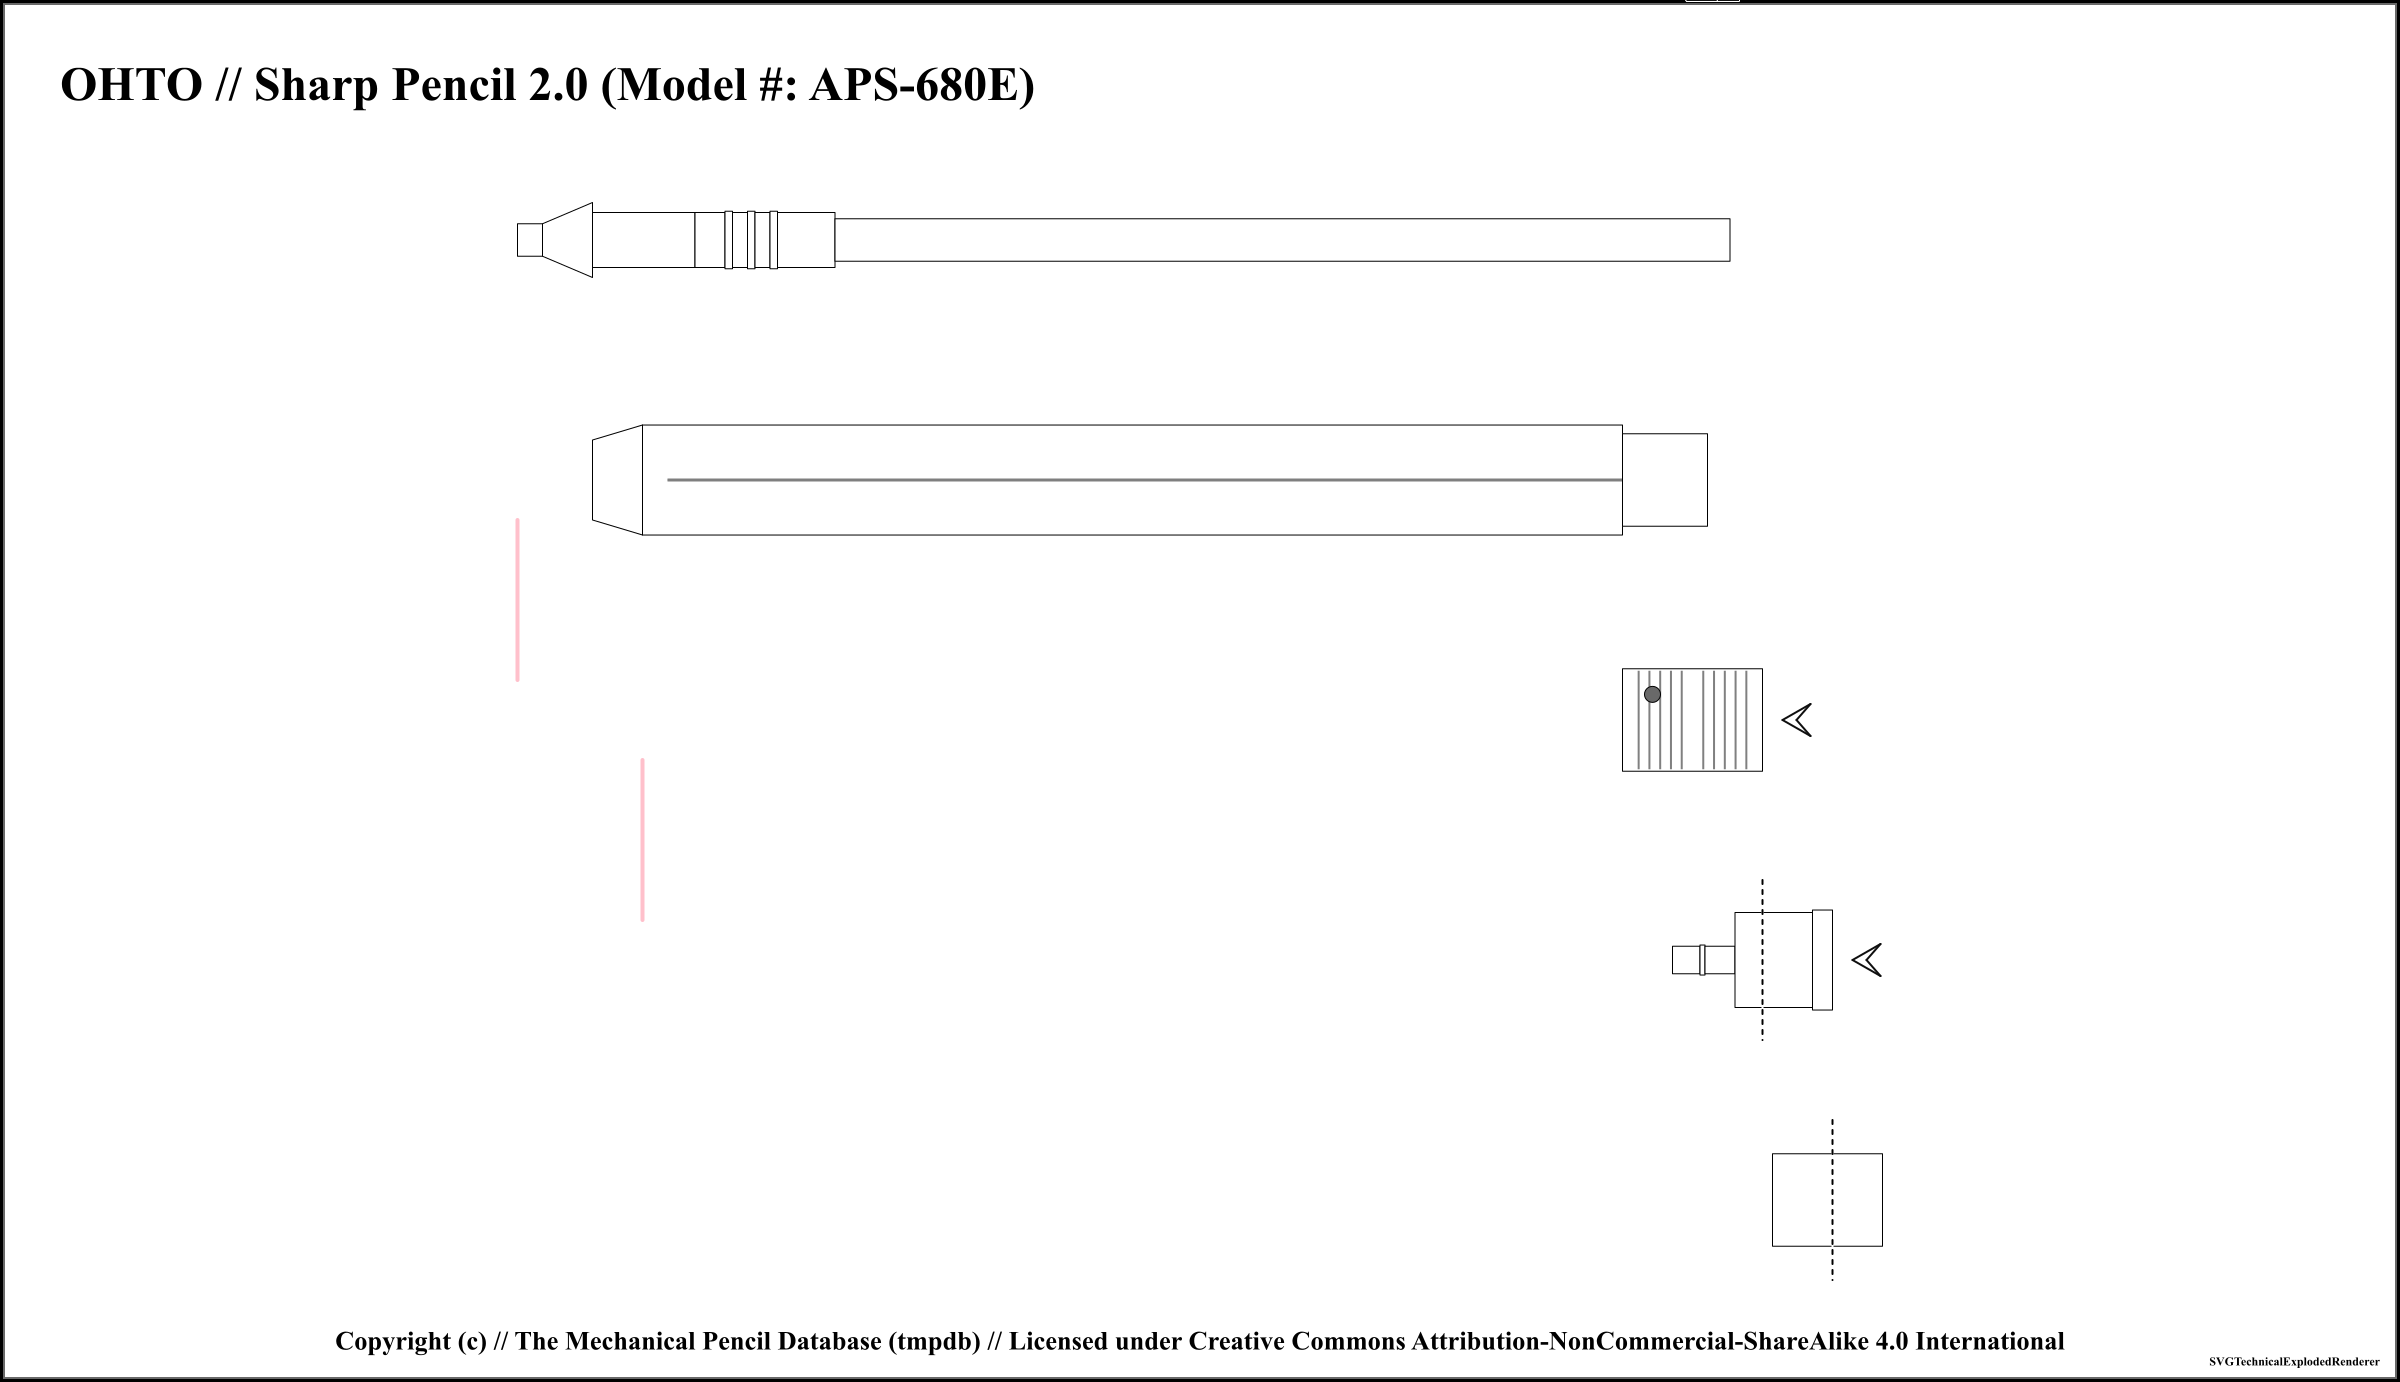 OHTO // Sharp Pencil 2.0 (Model #: APS-680E)
Copyright (c) // The Mechanical Pencil Database (tmpdb) // Licensed under Creative Commons Attribution-NonCommercial-ShareAlike 4.0 International
SVGTechnicalExplodedRenderer